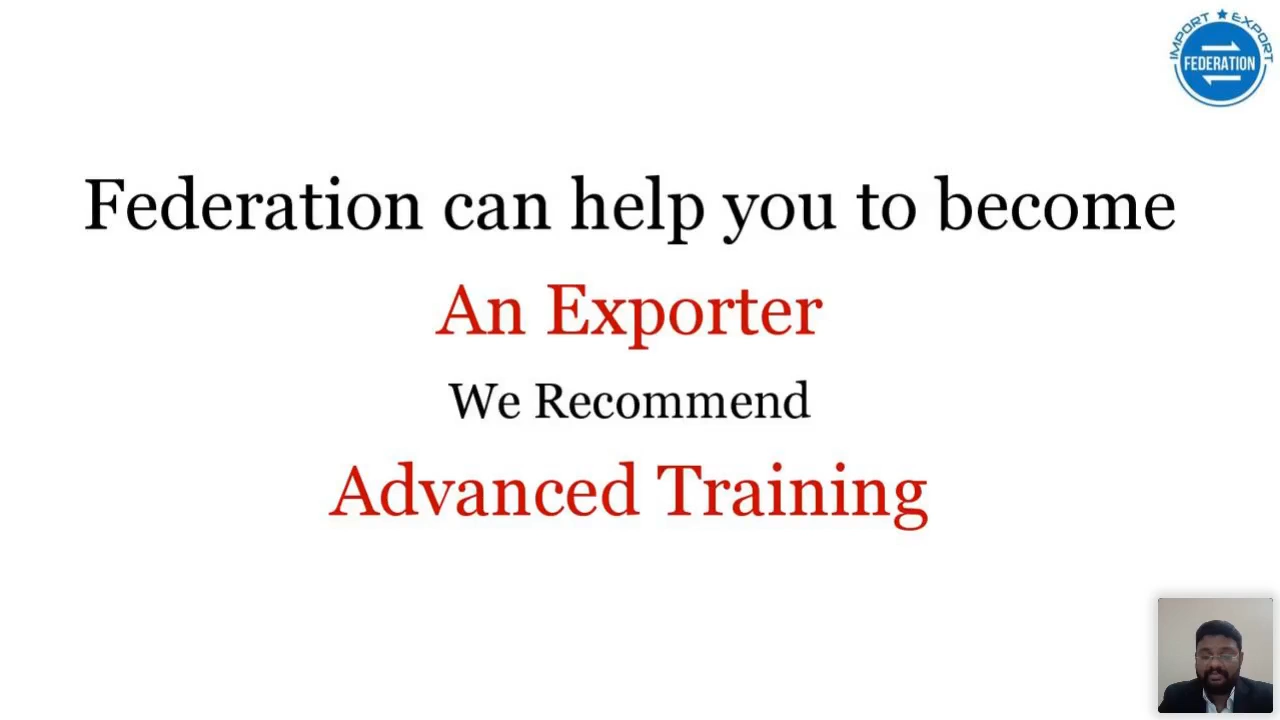 IMPORT ★ EXPORT
FEDERATION
Federation can help you to become
An Exporter
We Recommend
Advanced Training